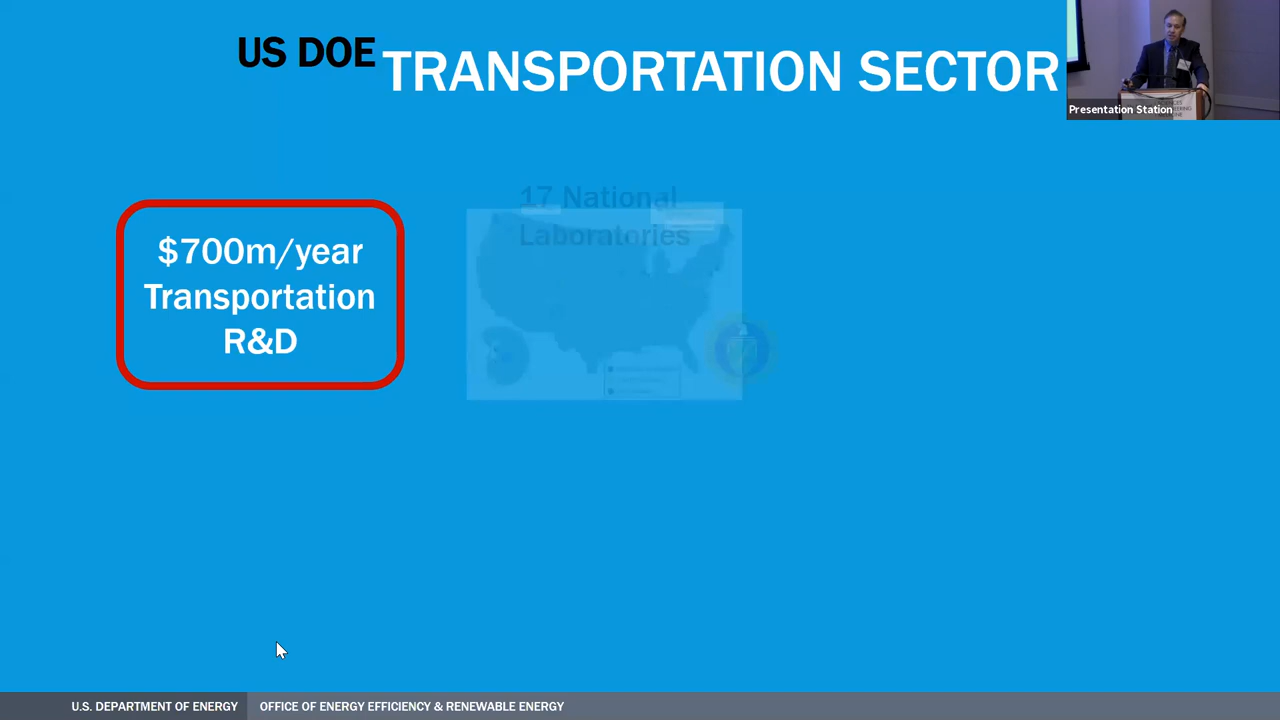 US DOE
TRANSPORTATION SECTOR
Presentation Station
17 National
Laboratories
$700m/year
Transportation
R&D
U.S. DEPARTMENT OF ENERGY
OFFICE OF ENERGY EFFICIENCY & RENEWABLE ENERGY